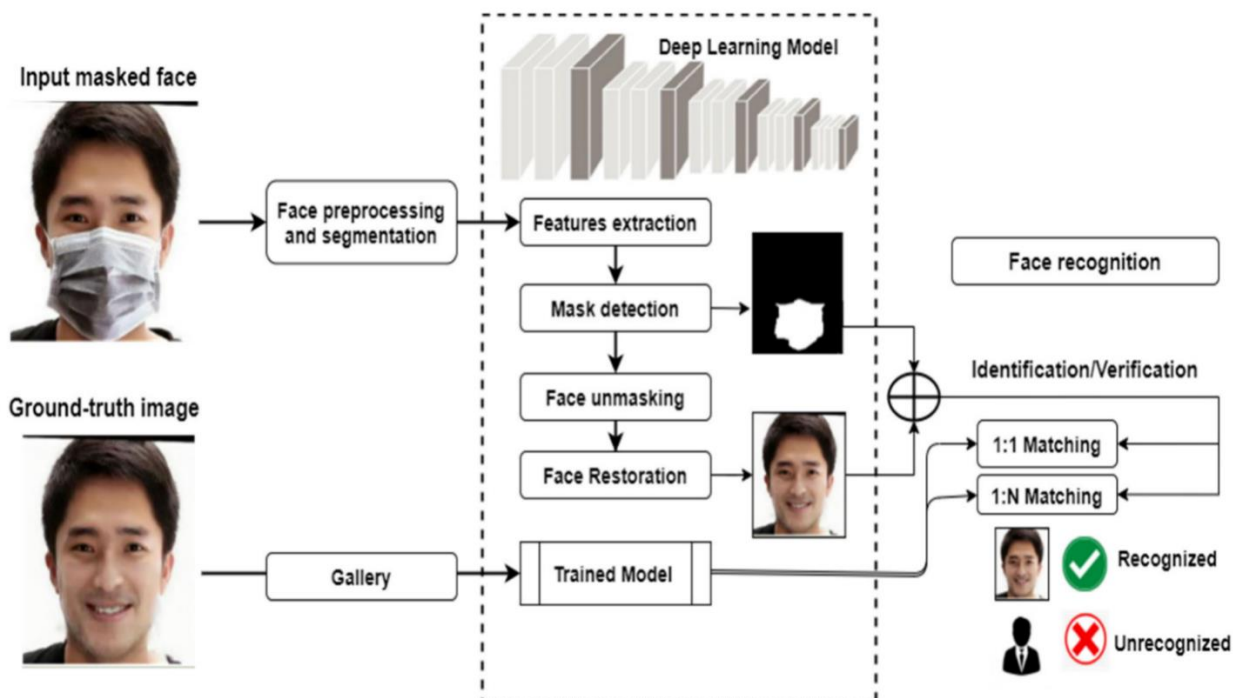 Deep Learning Model
Input masked face
Face preprocessing
and segmentation
Features extraction
Mask detection
Face unmasking
Face Restoration
Ground-truth image
Gallery
Trained Model
Face recognition
Identification/Verification
1:1 Matching
1:N Matching
Recognized
Unrecognized